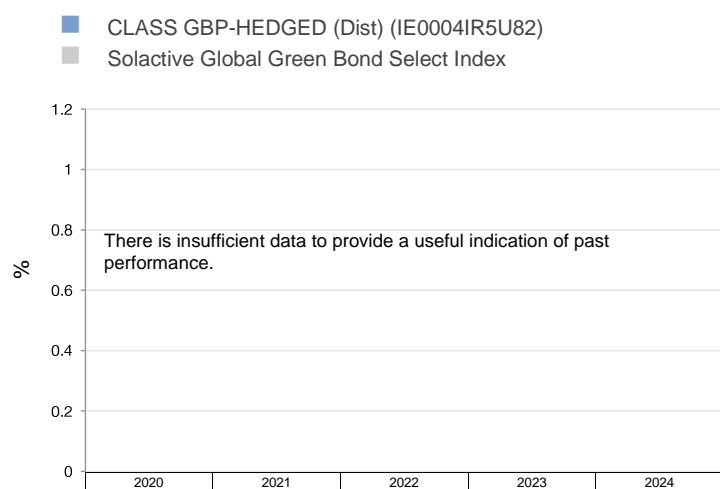 CLASS GBP-HEDGED (Dist) (IE0004IR5U82)
Solactive Global Green Bond Select Index
1.2
1
0.8
There is insufficient data to provide a useful indication of past
performance.
%
0.6
0.4
0.2
0
2020 2021 2022 2023 2024